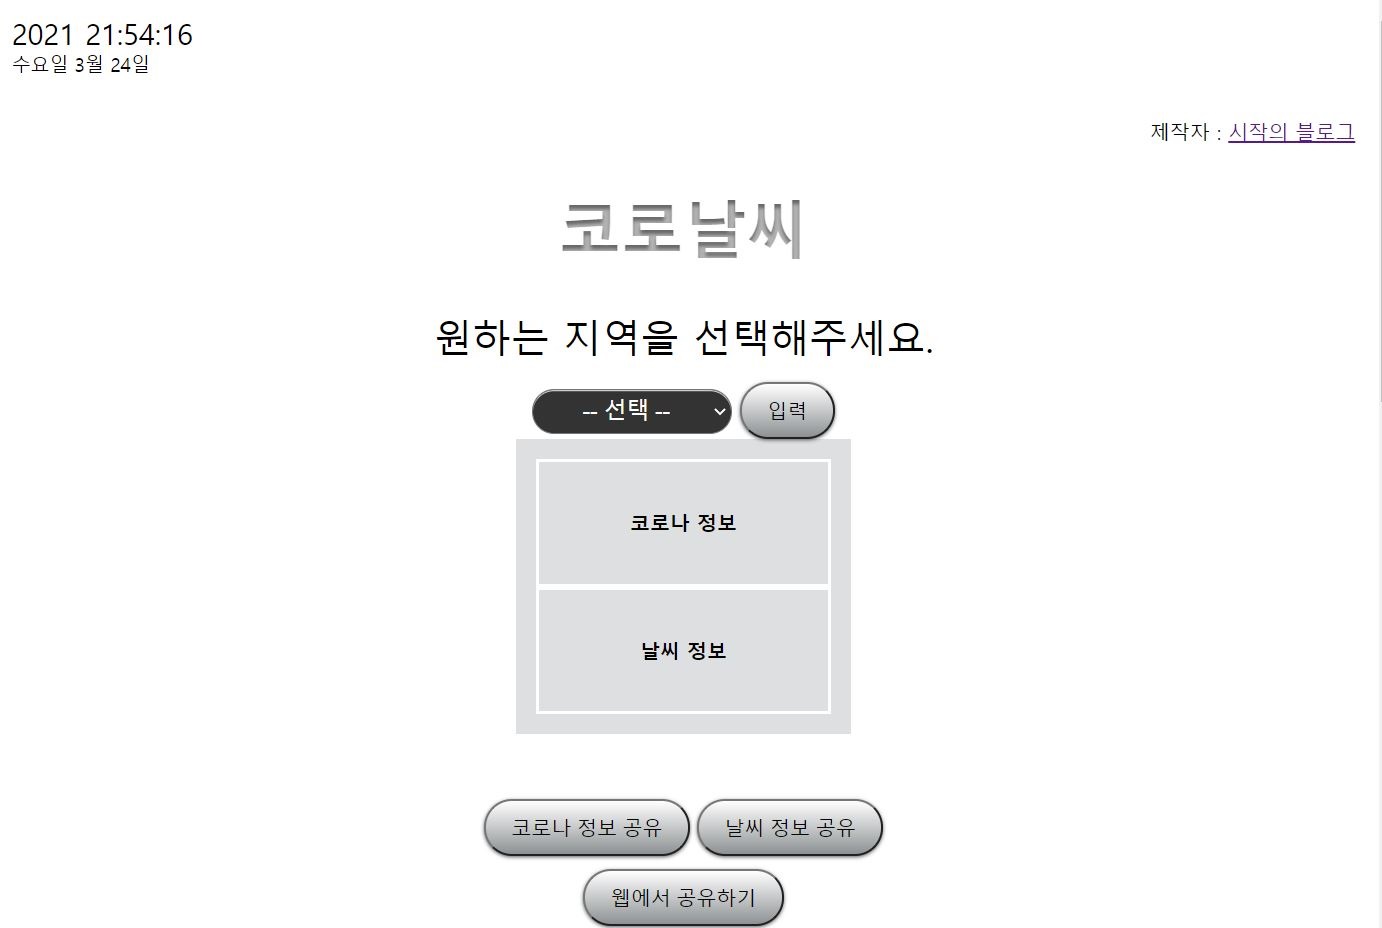 2021 21:54:16
수요일 3월 24일
제작자 : 시작의 블로그
코로날씨
원하는 지역을 선택해주세요.
-- 선택 -- 입력
코로나 정보
날씨 정보
코로나 정보 공유 날씨 정보 공유
웹에서 공유하기